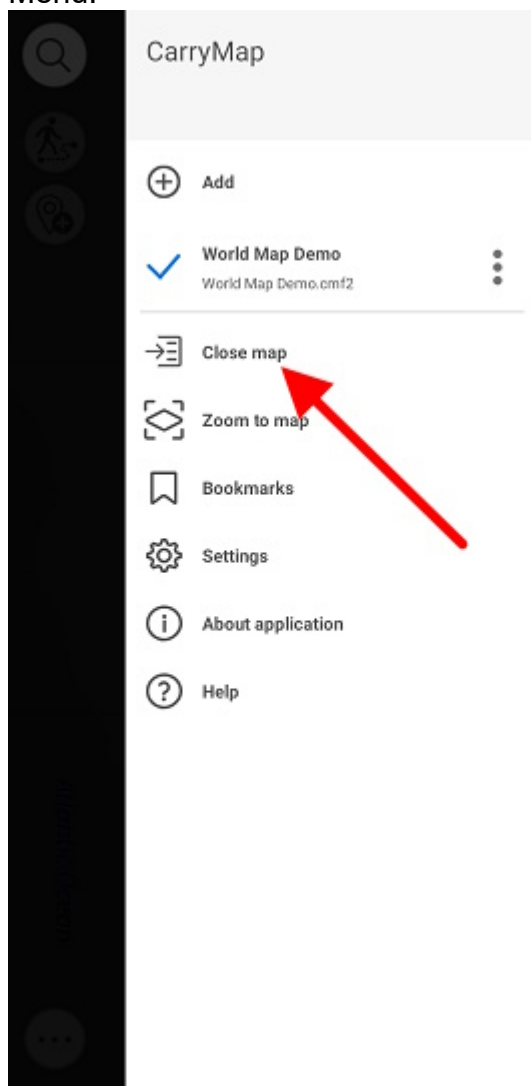 CarryMap
Add
World Map Demo
World Map Demo.cmf2
Close map
Zoom to map
Bookmarks
Settings
About application
Help